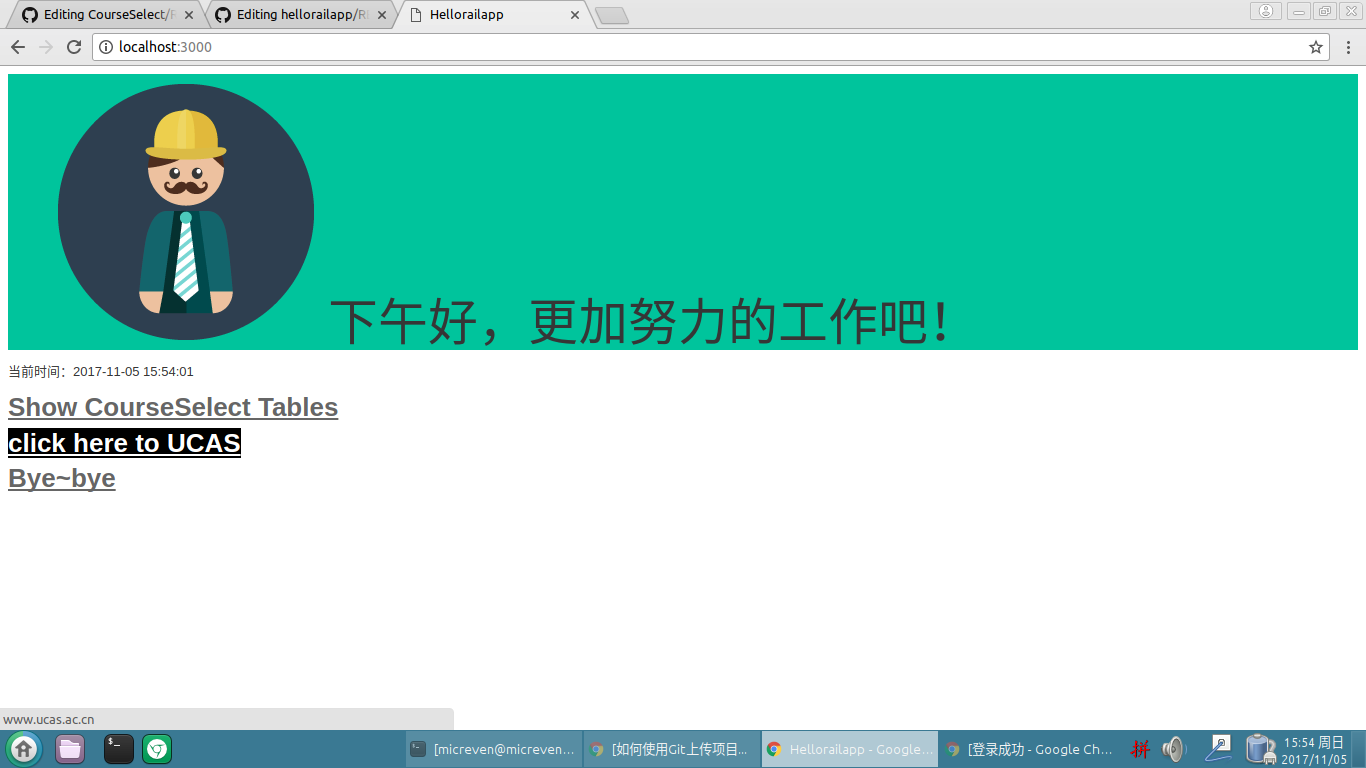 Editing CourseSelect/R
Editing hellorailapp/R
Hellorailapp
localhost:3000
下午好，更加努力的工作吧！
当前时间：2017-11-05 15:54:01
Show CourseSelect Tables
click here to UCAS
Bye~bye
www.ucas.ac.cn
$_
[micreven@micreven...
[如何使用Git上传项目...
Hellorailapp - Google...
[登录成功 - Google Ch...
拼
15:54 周日
2017/11/05